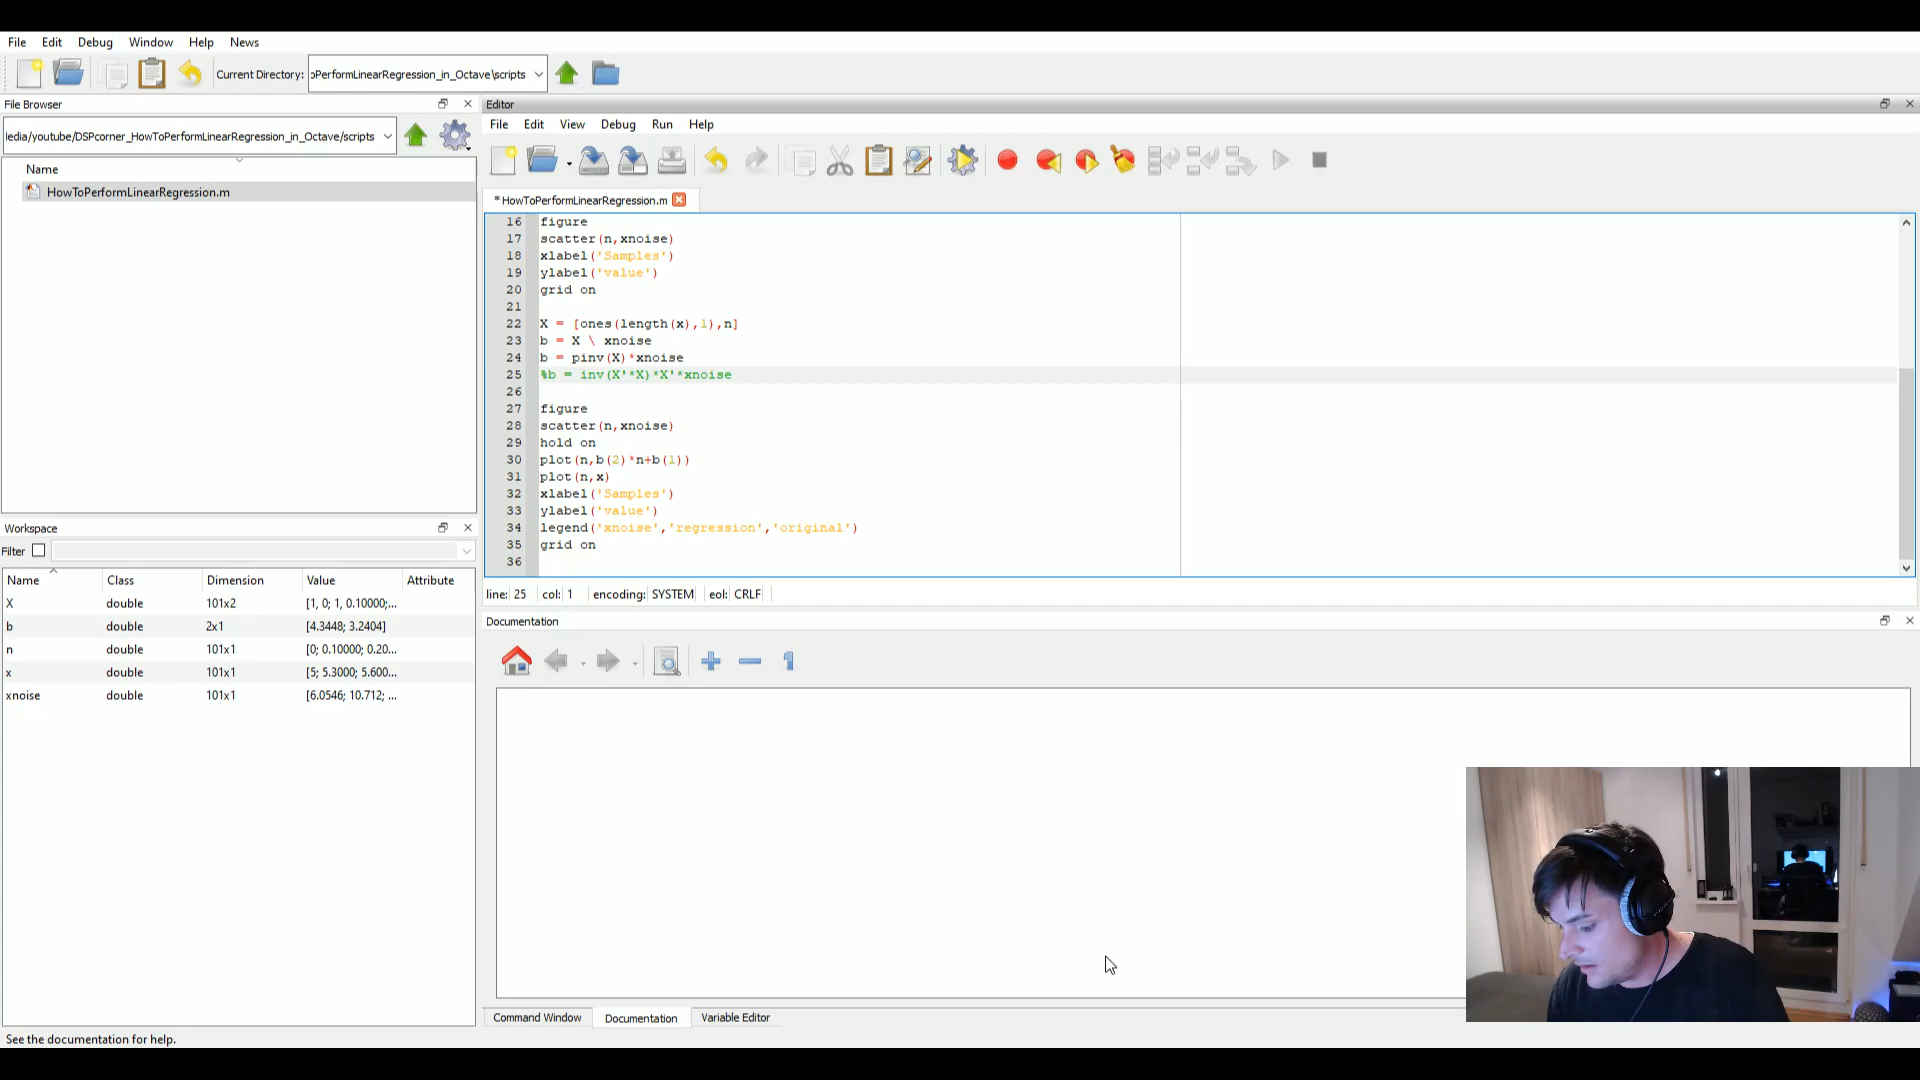 File Edit Debug Window Help News
Current Directory: ɔPerformLinearRegression_in_Octave\scripts
File Browser
ledia/youtube/DSPcorner_HowToPerformLinearRegression_in_Octave/scripts
Name
HowToPerformLinearRegression.m
Workspace
Filter
Name Class Dimension Value Attribute
X double 101x2 [1, 0; 1, 0.10000;...
b double 2x1 [4.3448; 3.2404]
n double 101x1 [0; 0.10000; 0.20...
x double 101x1 [5; 5.3000; 5.600...
xnoise double 101x1 [6.0546; 10.712; ...
Editor
File Edit View Debug Run Help
* HowToPerformLinearRegression.m
16 figure
17 scatter(n,xnoise)
18 xlabel('Samples')
19 ylabel('value')
20 grid on
21
22 X = [ones(length(x),1),n]
23 b = X \ xnoise
24 b = pinv(X)*xnoise
25 %b = inv(X'*X)*X'*xnoise
26
27 figure
28 scatter(n,xnoise)
29 hold on
30 plot(n,b(2)*n+b(1))
31 plot(n,x)
32 xlabel('Samples')
33 ylabel('value')
34 legend('xnoise','regression','original')
35 grid on
36
line: 25 col: 1 encoding: SYSTEM eol: CRLF
Documentation
Command Window Documentation Variable Editor
See the documentation for help.